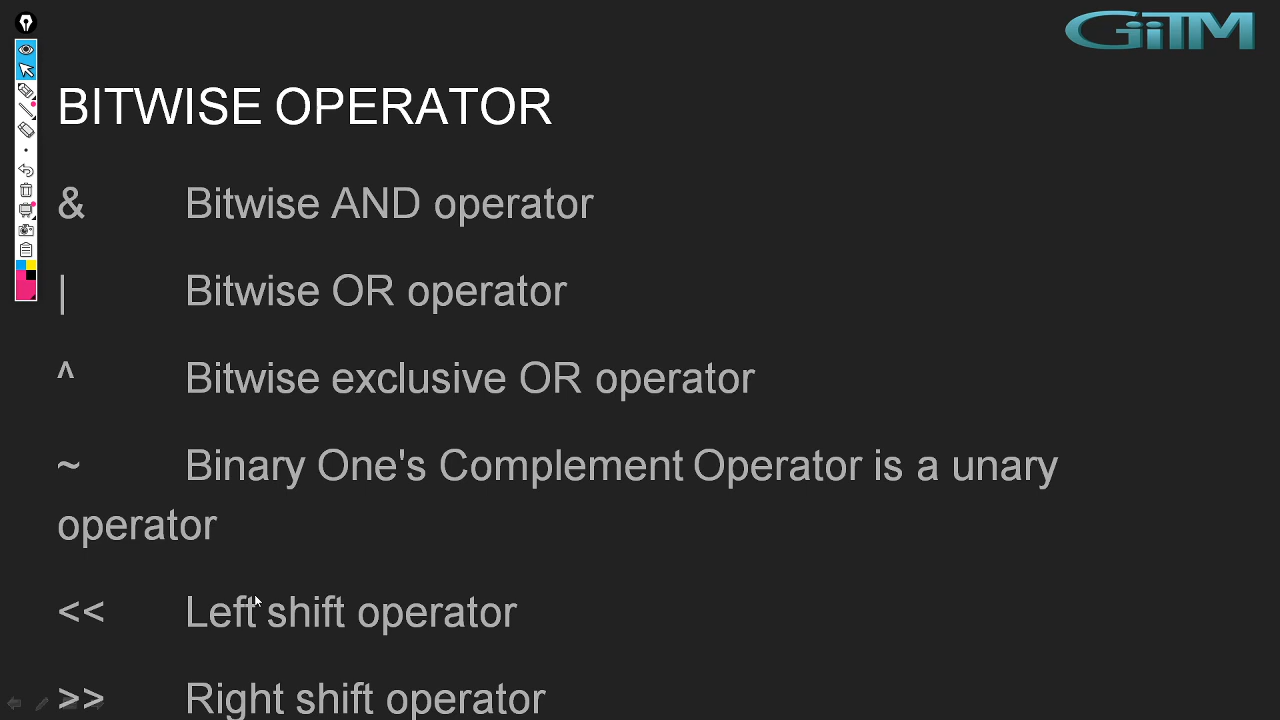 GiTM
BITWISE OPERATOR
& Bitwise AND operator
| Bitwise OR operator
^ Bitwise exclusive OR operator
~ Binary One's Complement Operator is a unary
operator
<< Left shift operator
>> Right shift operator